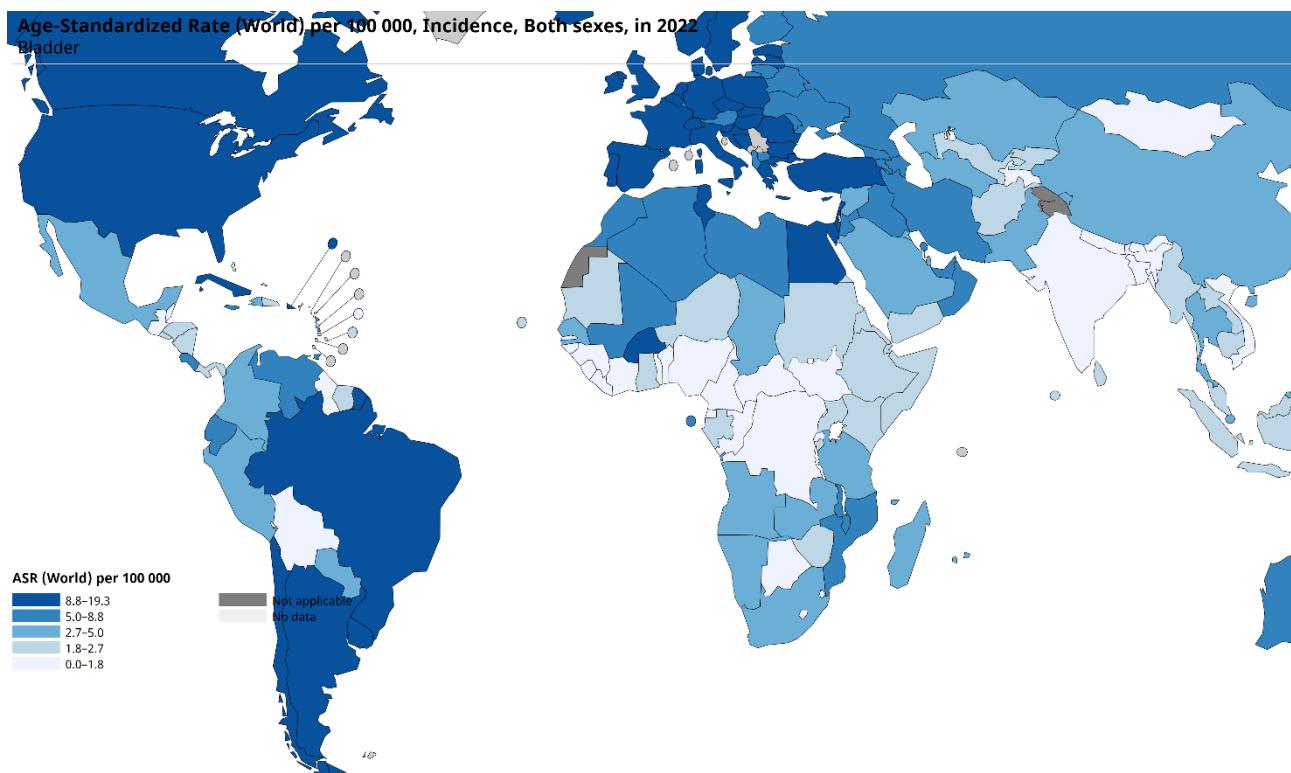 Age-Standardized Rate (World) per 100 000, Incidence, Both sexes, in 2022
Bladder
ASR (World) per 100 000
8.8–19.3
5.0–8.8
2.7–5.0
1.8–2.7
0.0–1.8
Not applicable
No data